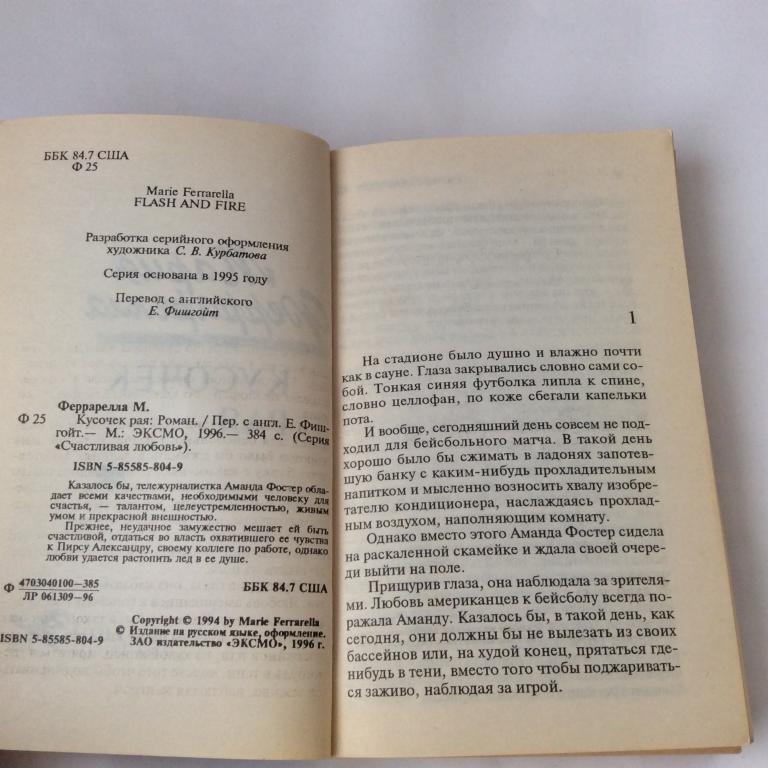 ББК 84.7 США
Ф 25
Marie Ferrarella
FLASH AND FIRE
Разработка серийного оформления
художника С. В. Курбатова
Серия основана в 1995 году
Перевод с английского
Е. Фишгойт
Феррарелла М.
Ф 25 Кусочек рая: Роман. / Пер. с англ. Е. Фиш-
гойт.— М.: ЭКСМО, 1996.— 384 с. (Серия
«Счастливая любовь»).
ISBN 5-85585-804-9
Казалось бы, тележурналистка Аманда Фостер обла-
дает всеми качествами, необходимыми человеку для
счастья, — талантом, целеустремленностью, живым
умом и прекрасной внешностью.
Прежнее, неудачное замужество мешает ей быть
счастливой, отдаться во власть охватившего ее чувства
к Пирсу Александру, своему коллеге по работе, однако
любви удается растопить лед в ее душе.
Ф 4703040100—385
ЛР 061309—96
ББК 84.7 США
Copyright © 1994 by Marie Ferrarella
© Издание на русском языке, оформление.
ЗАО издательство «ЭКСМО», 1996 г.
ISBN 5-85585-804-9
1
На стадионе было душно и влажно почти
как в сауне. Глаза закрывались словно сами со-
бой. Тонкая синяя футболка липла к спине,
словно целлофан, по коже сбегали капельки
пота.
И вообще, сегодняшний день совсем не под-
ходил для бейсбольного матча. В такой день
хорошо было бы сжимать в ладонях запотев-
шую банку с каким-нибудь прохладительным
напитком и мысленно возносить хвалу изобре-
тателю кондиционера, наслаждаясь прохлад-
ным воздухом, наполняющим комнату.
Однако вместо этого Аманда Фостер сидела
на раскаленной скамейке и ждала своей очере-
ди выйти на поле.
Прищурив глаза, она наблюдала за зрителя-
ми. Любовь американцев к бейсболу всегда по-
ражала Аманду. Казалось бы, в такой день, как
сегодня, они должны бы не вылезать из своих
бассейнов или, на худой конец, прятаться где-
нибудь в тени, вместо того чтобы поджаривать-
ся заживо, наблюдая за игрой.